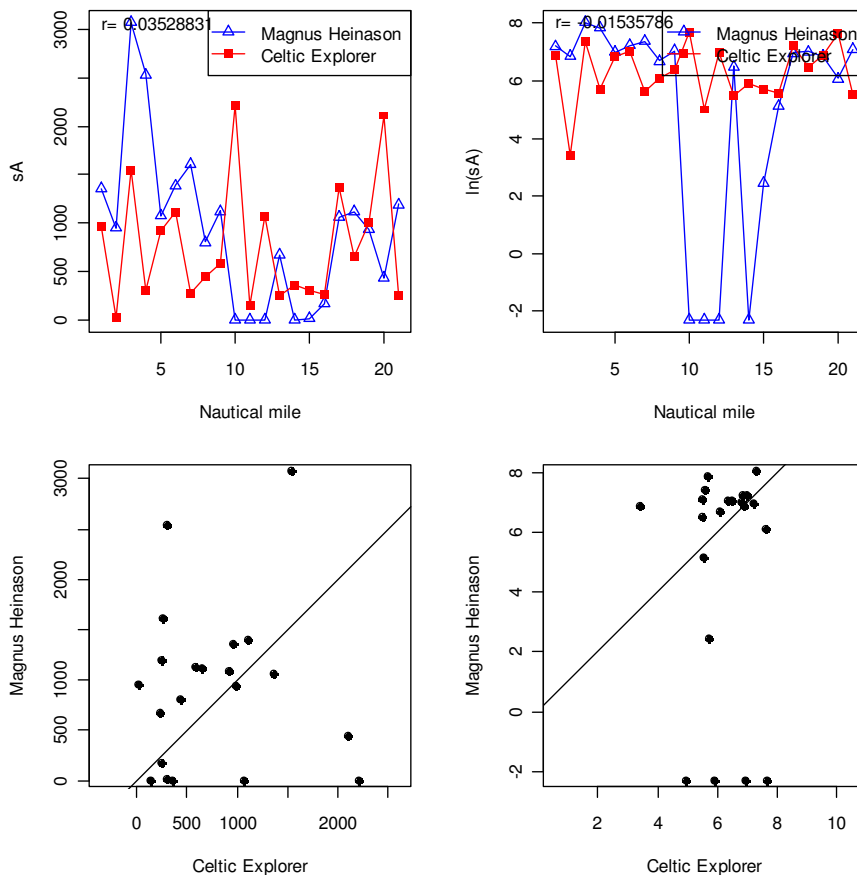 r= 0.03528831
Magnus Heinason
Celtic Explorer
sA
0 500 1000 2000 3000
5 10 15 20
Nautical mile
r= -0.01535786
Magnus Heinason
Celtic Explorer
ln(sA)
-2 0 2 4 6 8
5 10 15 20
Nautical mile
Magnus Heinason
0 500 1000 2000 3000
0 500 1000 2000
Celtic Explorer
Magnus Heinason
-2 0 2 4 6 8
2 4 6 8 10
Celtic Explorer